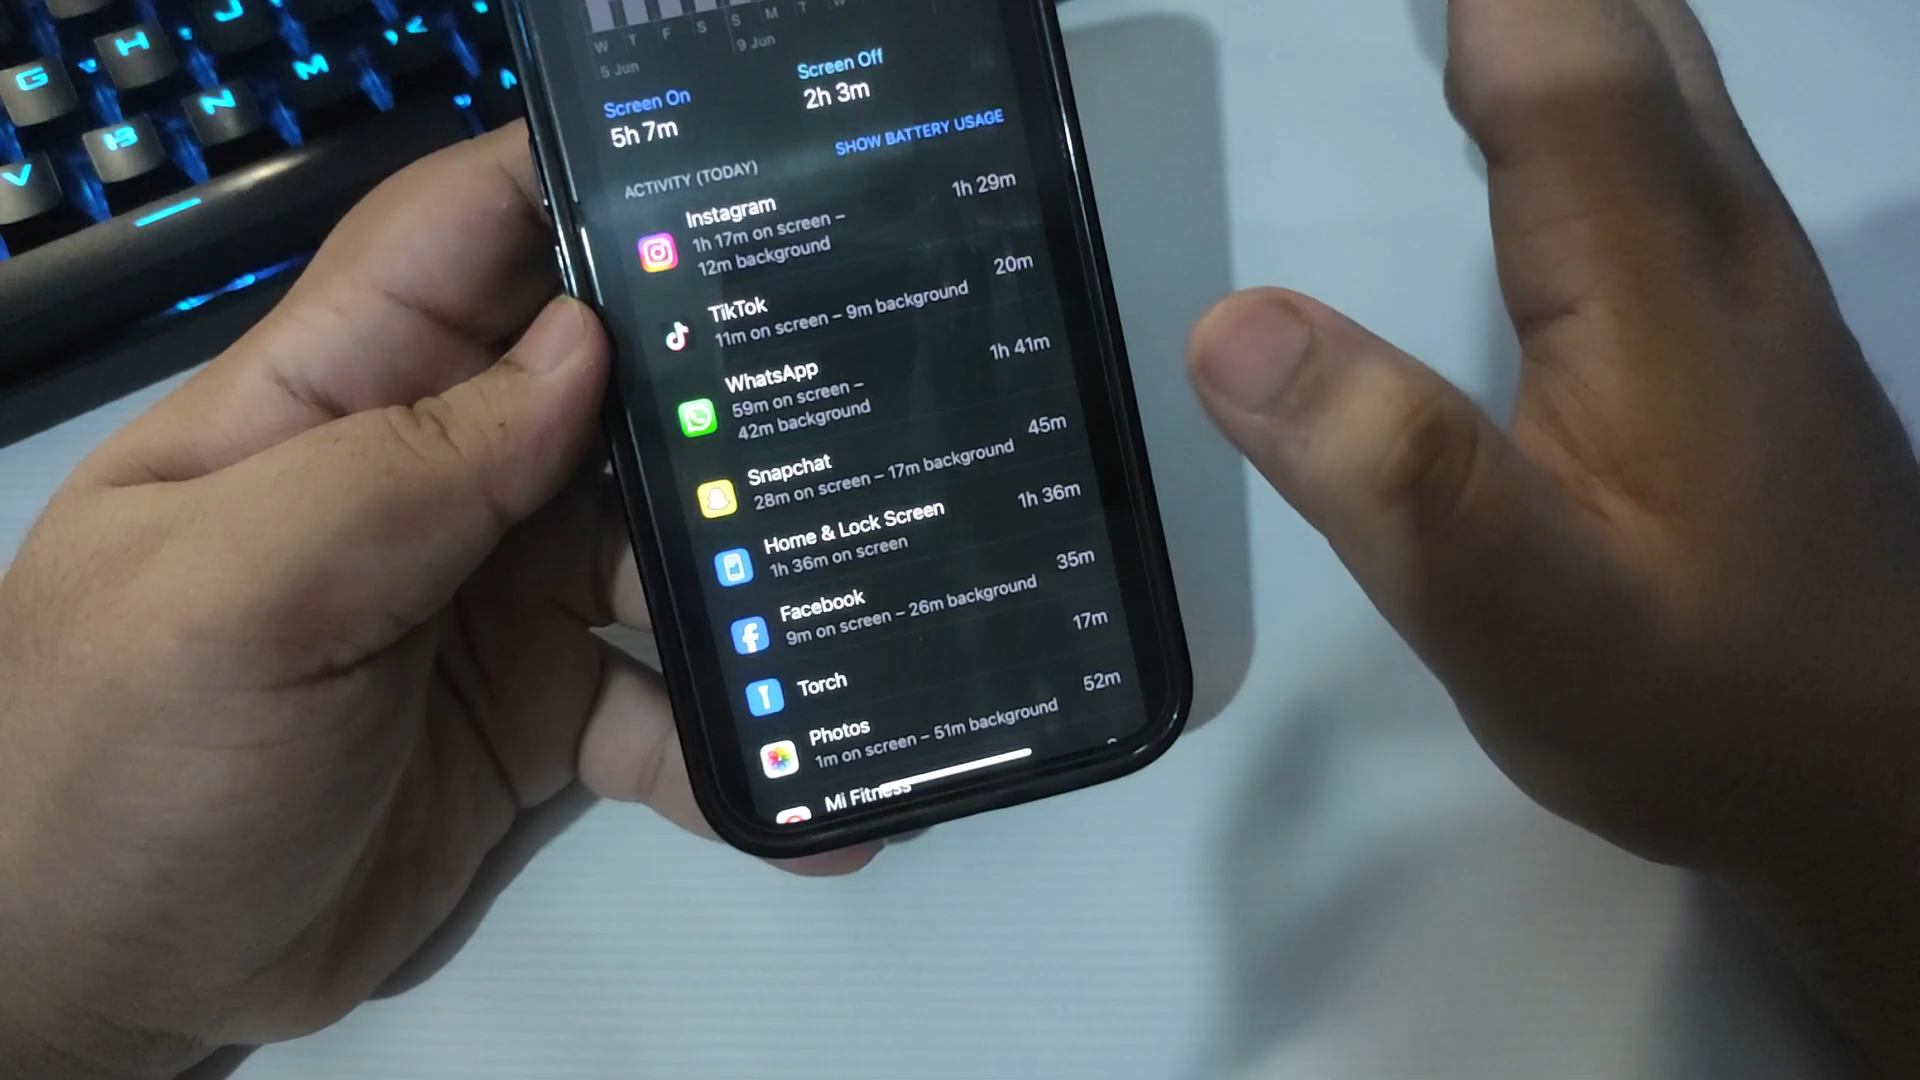 G H J
V B N M <
W T F S S M T W
5 Jun 9 Jun
Screen On Screen Off
5h 7m 2h 3m
ACTIVITY (TODAY) SHOW BATTERY USAGE
Instagram 1h 29m
1h 17m on screen –
12m background
TikTok 20m
11m on screen – 9m background
WhatsApp 1h 41m
59m on screen –
42m background
Snapchat 45m
28m on screen – 17m background
Home & Lock Screen 1h 36m
1h 36m on screen
Facebook 35m
9m on screen – 26m background
Torch 17m
Photos 52m
1m on screen – 51m background
Mi Fitness